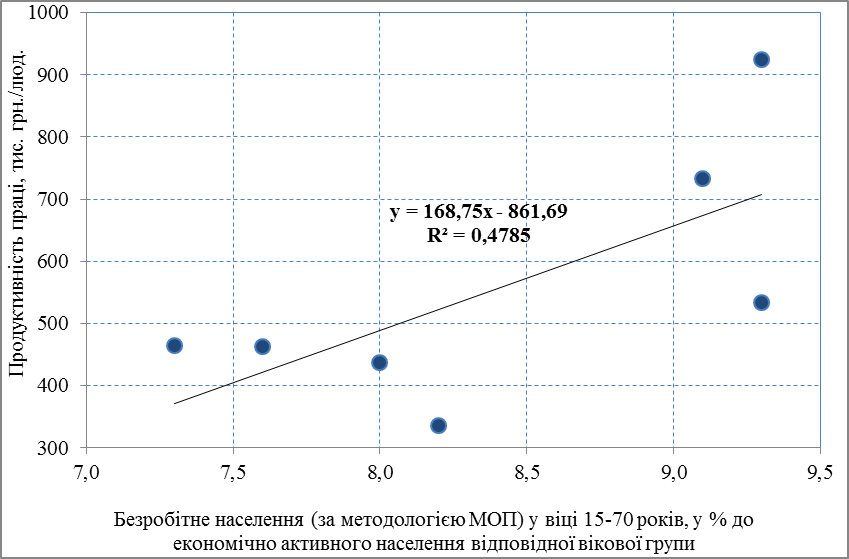 1000
900
800
700
600
500
400
300
Продуктивність праці, тис. грн./люд.
y = 168,75x - 861,69
R² = 0,4785
7,0 7,5 8,0 8,5 9,0 9,5
Безробітне населення (за методологією МОП) у віці 15-70 років, у % до
економічно активного населення відповідної вікової групи